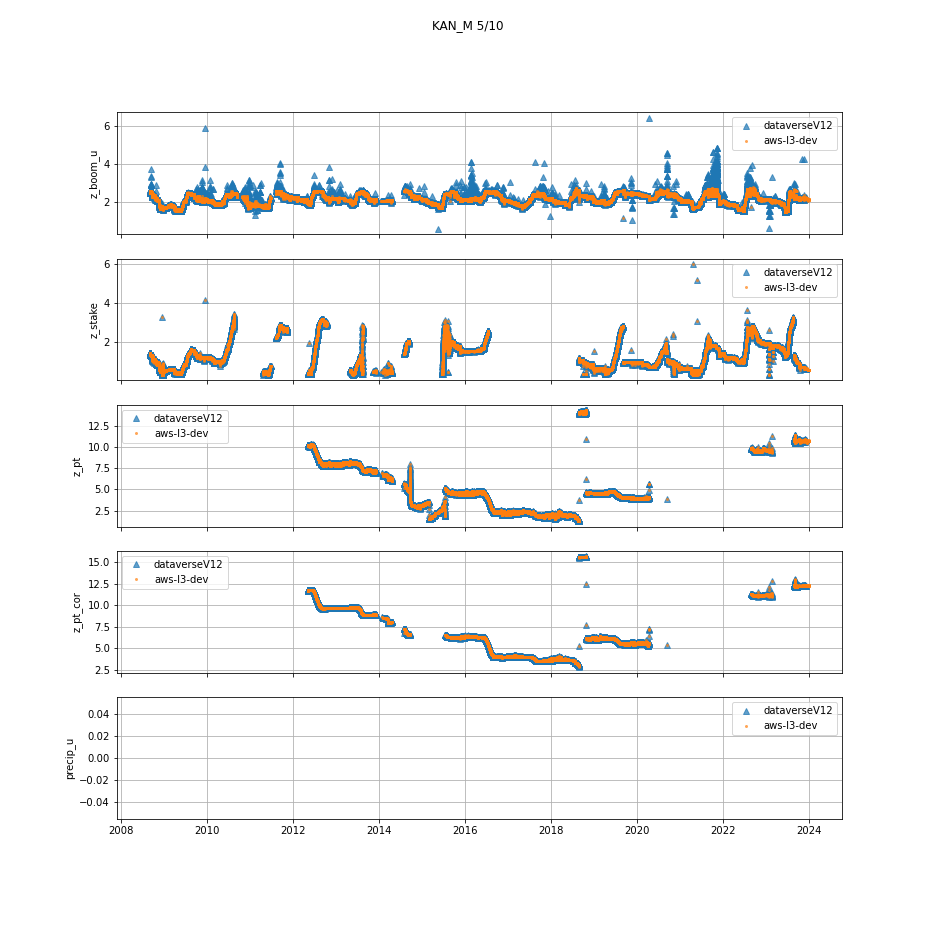 KAN_M 5/10
z_boom_u
6
4
2
dataverseV12
aws-l3-dev
z_stake
6
4
2
dataverseV12
aws-l3-dev
z_pt
12.5
10.0
7.5
5.0
2.5
dataverseV12
aws-l3-dev
z_pt_cor
15.0
12.5
10.0
7.5
5.0
2.5
dataverseV12
aws-l3-dev
precip_u
0.04
0.02
0.00
−0.02
−0.04
dataverseV12
aws-l3-dev
2008 2010 2012 2014 2016 2018 2020 2022 2024